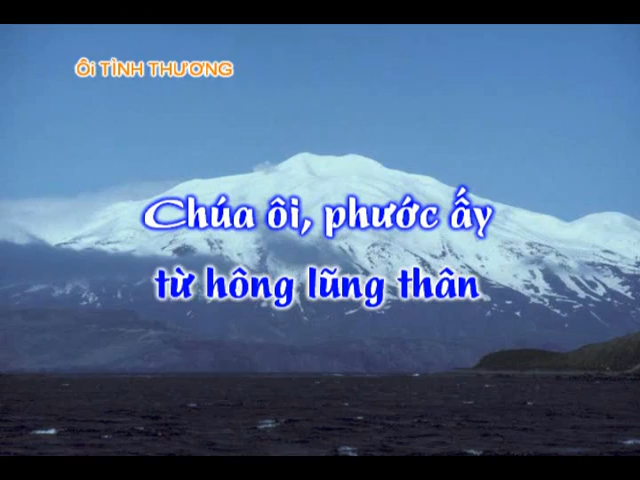 Ôi TÌNH THƯƠNG
Chúa ôi, phước ấy
từ hông lũng thân